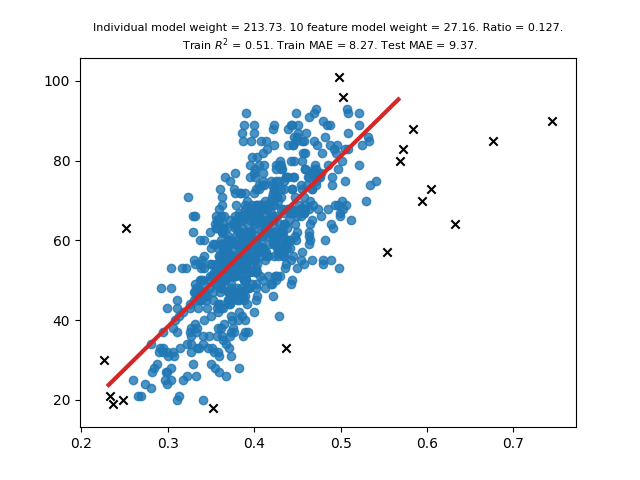 Individual model weight = 213.73. 10 feature model weight = 27.16. Ratio = 0.127.
Train R² = 0.51. Train MAE = 8.27. Test MAE = 9.37.
100
80
60
40
20
0.2 0.3 0.4 0.5 0.6 0.7